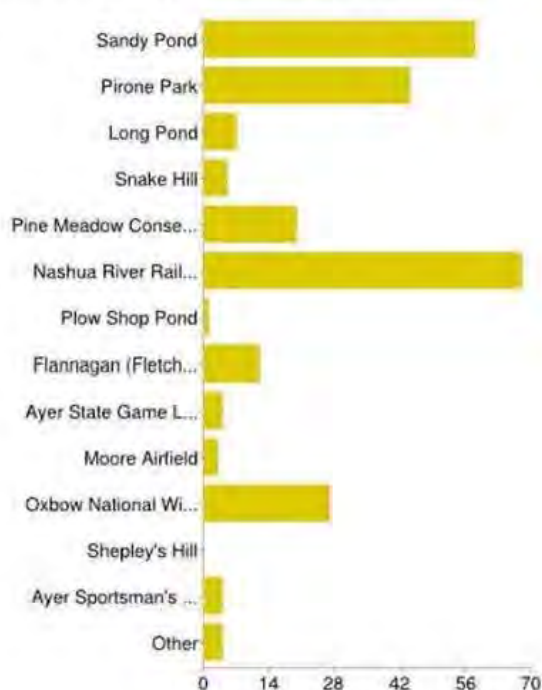 Sandy Pond
Pirone Park
Long Pond
Snake Hill
Pine Meadow Conse...
Nashua River Rail...
Plow Shop Pond
Flannagan (Fletch...
Ayer State Game L...
Moore Airfield
Oxbow National Wi...
Shepley's Hill
Ayer Sportsman's ...
Other
0 14 28 42 56 70